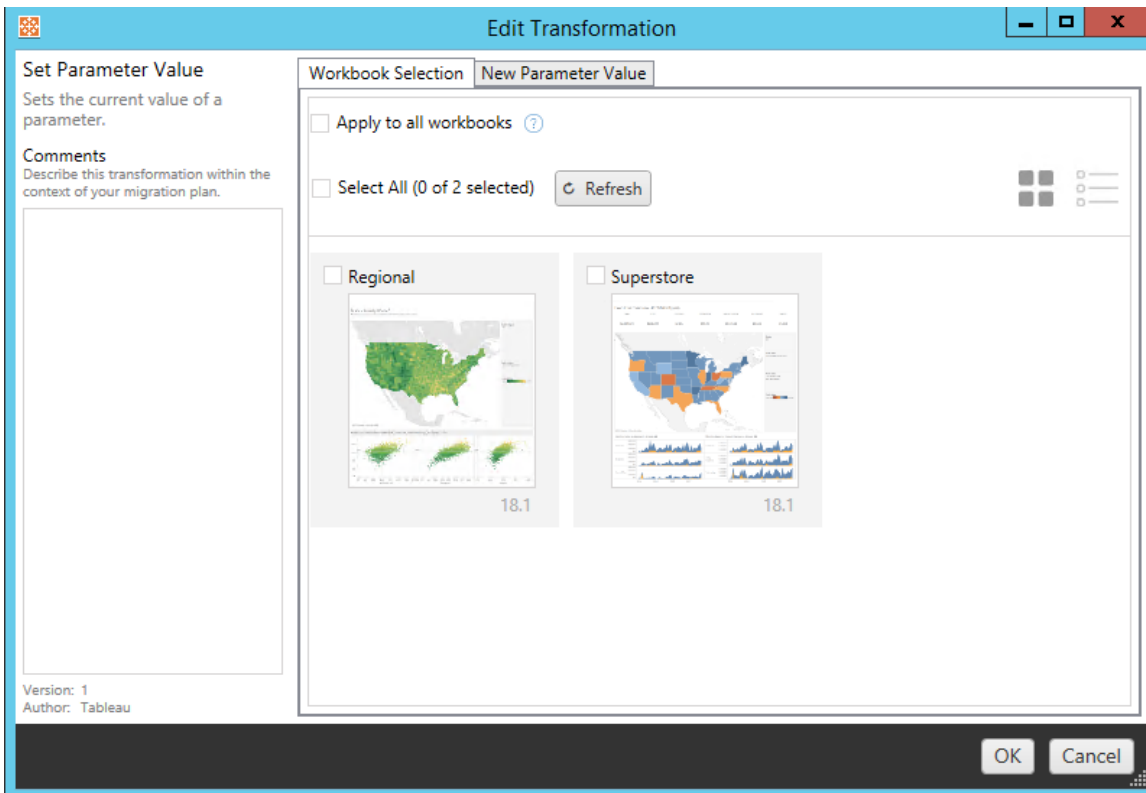 Edit Transformation
Set Parameter Value
Sets the current value of a
parameter.
Comments
Describe this transformation within the
context of your migration plan.
Version: 1
Author: Tableau
Workbook Selection
New Parameter Value
Apply to all workbooks ?
Select All (0 of 2 selected)
Refresh
Regional
18.1
Superstore
18.1
OK
Cancel